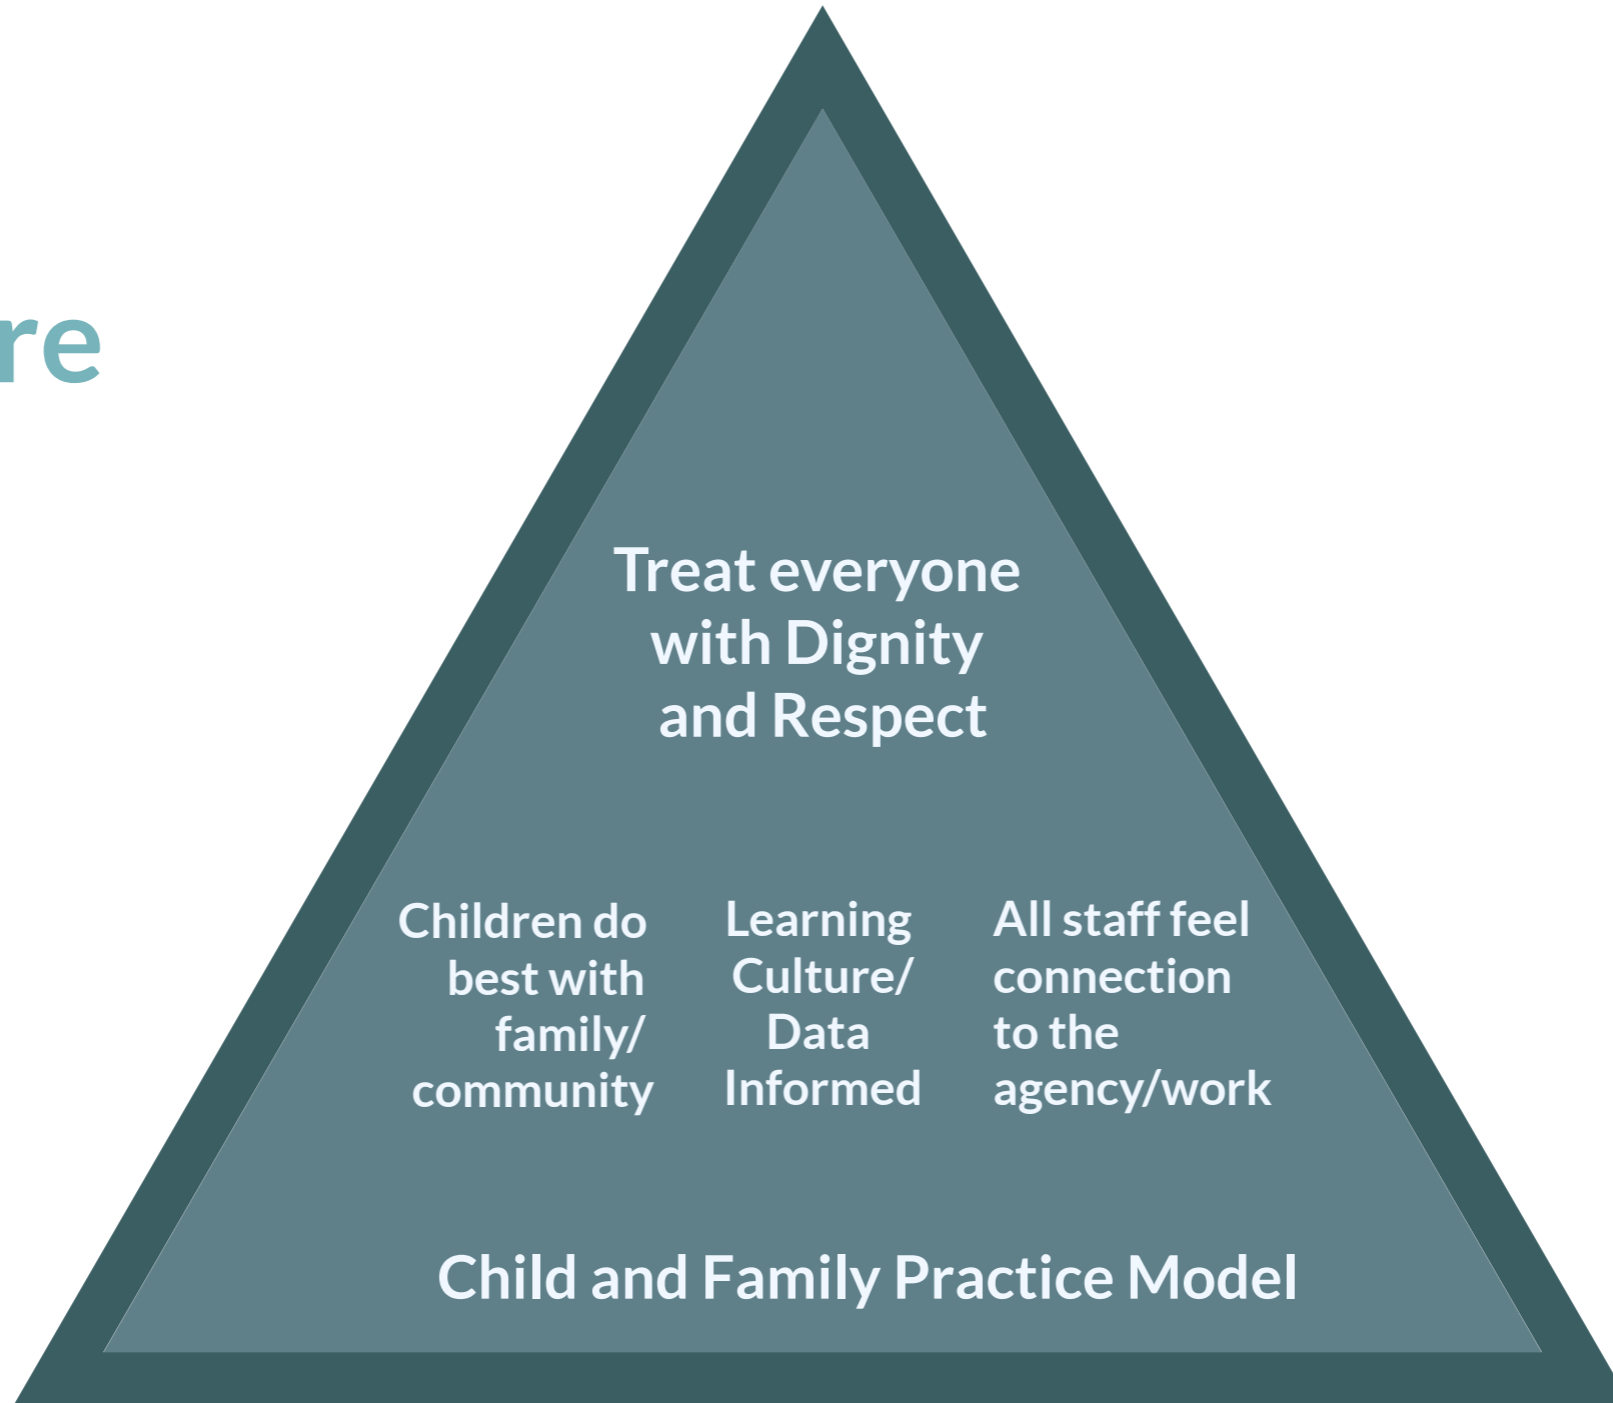 re
Treat everyone
with Dignity
and Respect
Children do
best with
family/
community
Learning
Culture/
Data
Informed
All staff feel
connection
to the
agency/work
Child and Family Practice Model